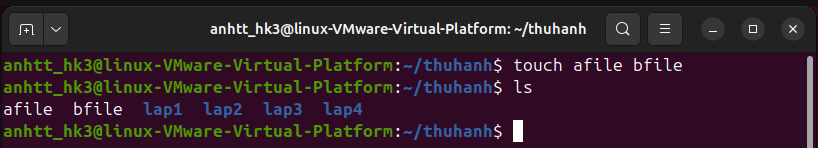 anhtt_hk3@linux-VMware-Virtual-Platform: ~/thuhanh
anhtt_hk3@linux-VMware-Virtual-Platform:~/thuhanh$ touch afile bfile
anhtt_hk3@linux-VMware-Virtual-Platform:~/thuhanh$ ls
afile  bfile  lap1  lap2  lap3  lap4
anhtt_hk3@linux-VMware-Virtual-Platform:~/thuhanh$